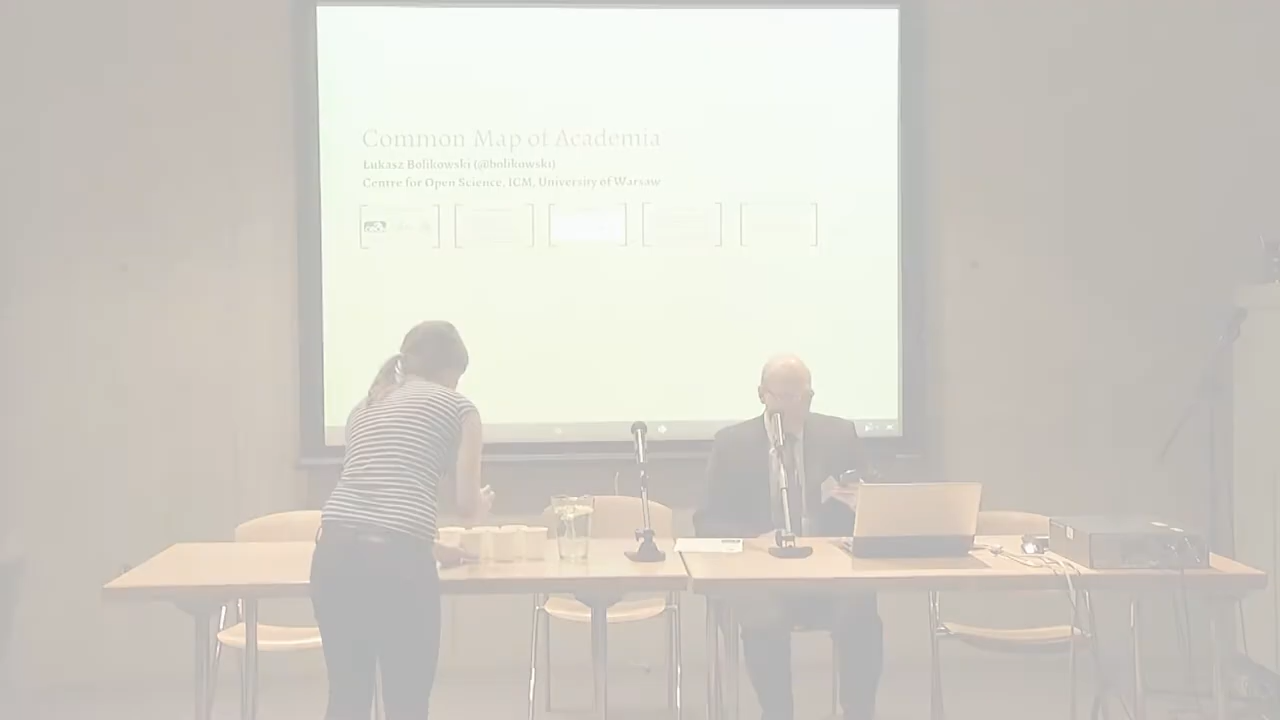 Common Map of Academia
Łukasz Bolikowski (@bolikowski)
Centre for Open Science, ICM, University of Warsaw